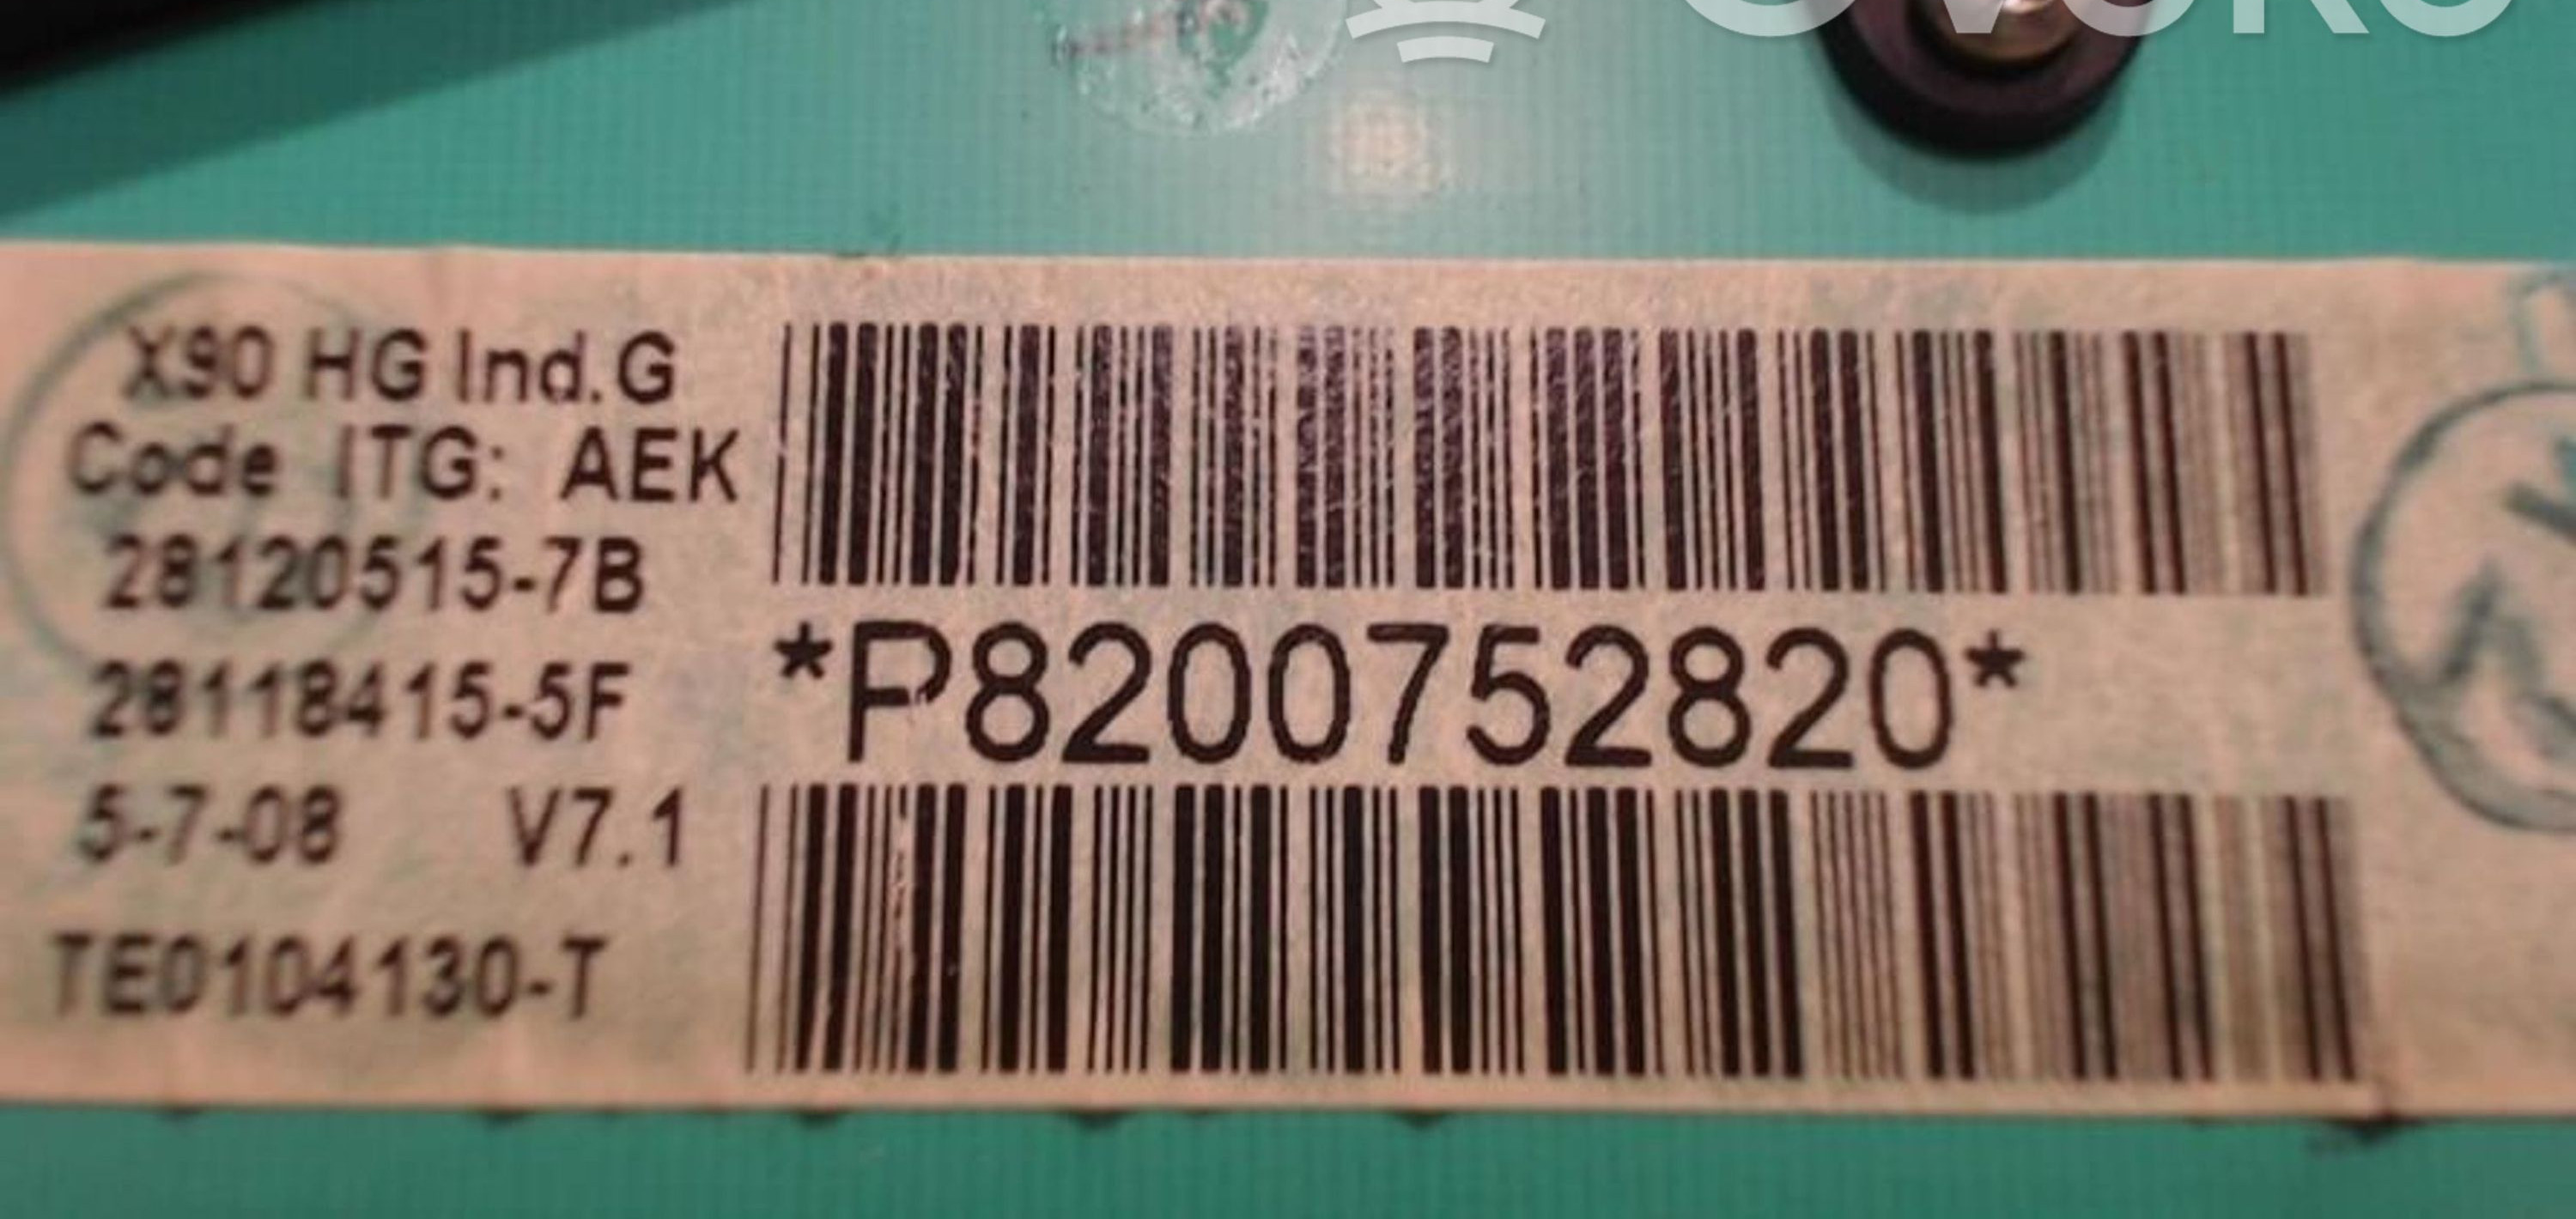 X90 HG Ind.G
Code ITG: AEK
28120515-7B
28118415-5F
5-7-08 V7.1
TE0104130-T
*P8200752820*